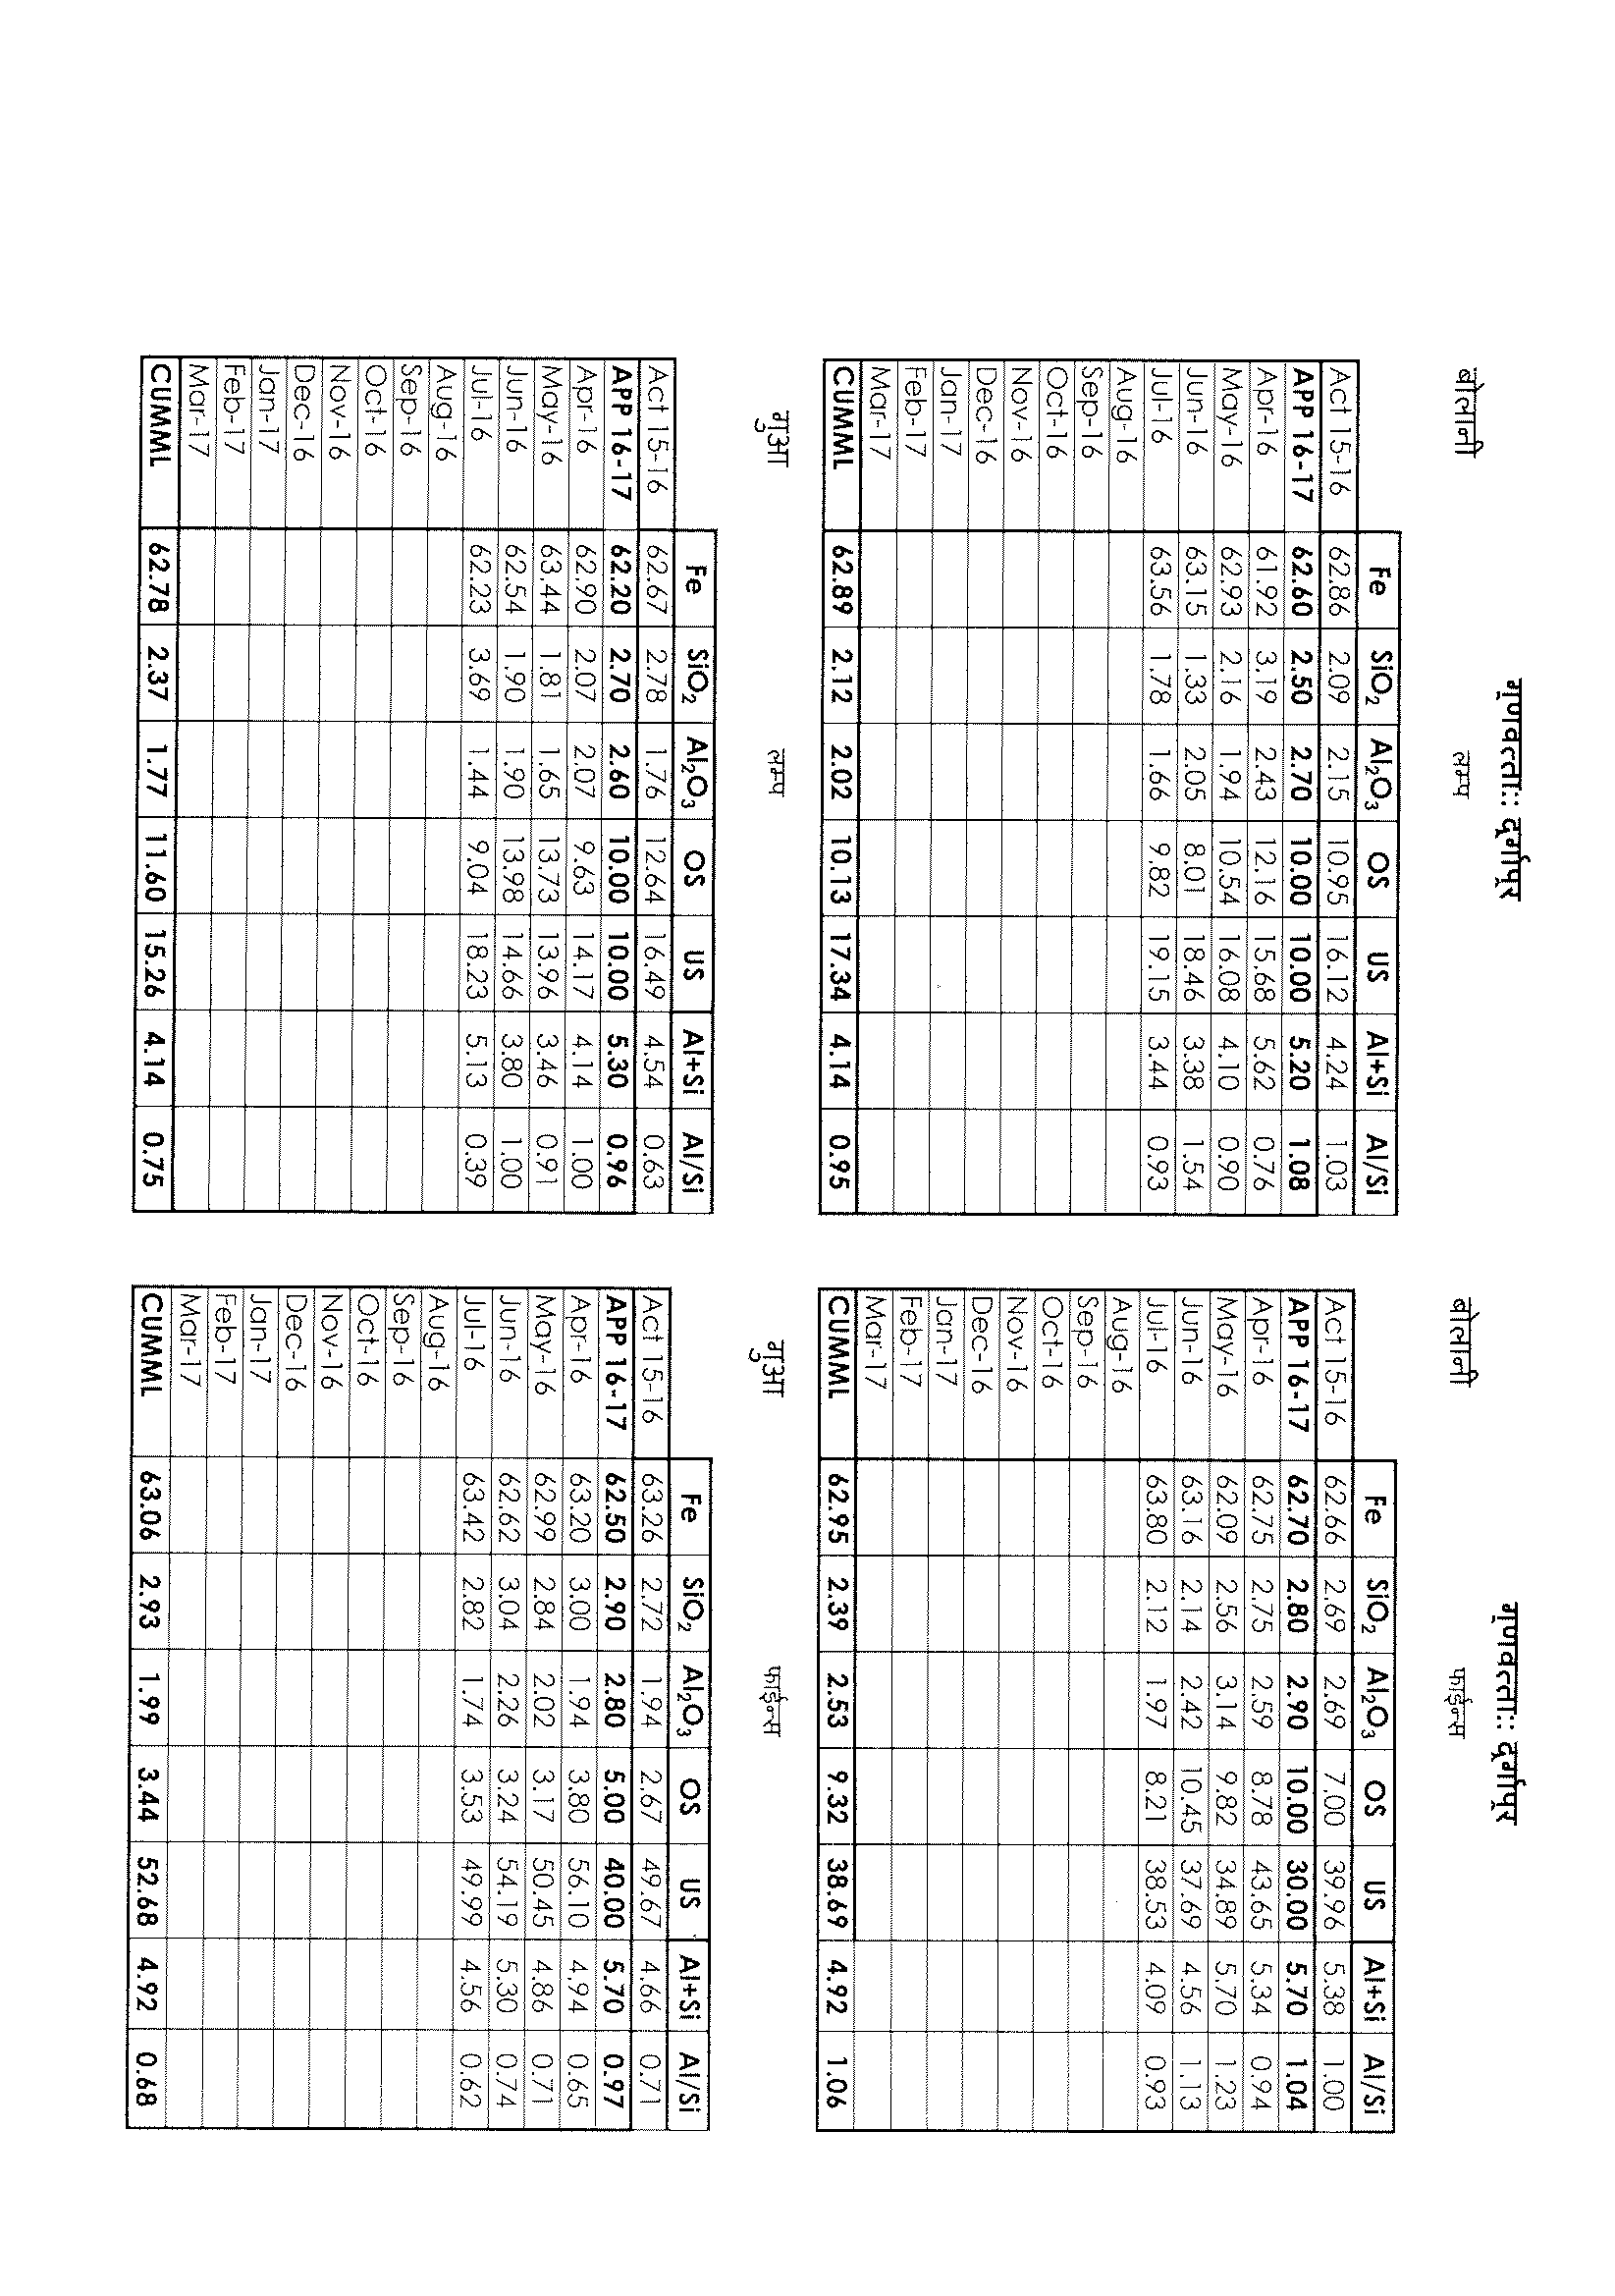 गुणवत्ता:: दुर्गापुर
बोलानी लम्प
Fe SiO₂ Al₂O₃ OS US Al+Si Al/Si
Act 15-16 62.86 2.09 2.15 10.95 16.12 4.24 1.03
APP 16-17 62.60 2.50 2.70 10.00 10.00 5.20 1.08
Apr-16 61.92 3.19 2.43 12.16 15.68 5.62 0.76
May-16 62.93 2.16 1.94 10.54 16.08 4.10 0.90
Jun-16 63.15 1.33 2.05 8.01 18.46 3.38 1.54
Jul-16 63.56 1.78 1.66 9.82 19.15 3.44 0.93
Aug-16
Sep-16
Oct-16
Nov-16
Dec-16
Jan-17
Feb-17
Mar-17
CUMML 62.89 2.12 2.02 10.13 17.34 4.14 0.95
गुआ लम्प
Fe SiO₂ Al₂O₃ OS US Al+Si Al/Si
Act 15-16 62.67 2.78 1.76 12.64 16.49 4.54 0.63
APP 16-17 62.20 2.70 2.60 10.00 10.00 5.30 0.96
Apr-16 62.90 2.07 2.07 9.63 14.17 4.14 1.00
May-16 63.44 1.81 1.65 13.73 13.96 3.46 0.91
Jun-16 62.54 1.90 1.90 13.98 14.66 3.80 1.00
Jul-16 62.23 3.69 1.44 9.04 18.23 5.13 0.39
Aug-16
Sep-16
Oct-16
Nov-16
Dec-16
Jan-17
Feb-17
Mar-17
CUMML 62.78 2.37 1.77 11.60 15.26 4.14 0.75
गुणवत्ता:: दुर्गापुर
बोलानी फाईन्स
Fe SiO₂ Al₂O₃ OS US Al+Si Al/Si
Act 15-16 62.66 2.69 2.69 7.00 39.96 5.38 1.00
APP 16-17 62.70 2.80 2.90 10.00 30.00 5.70 1.04
Apr-16 62.75 2.75 2.59 8.78 43.65 5.34 0.94
May-16 62.09 2.56 3.14 9.82 34.89 5.70 1.23
Jun-16 63.16 2.14 2.42 10.45 37.69 4.56 1.13
Jul-16 63.80 2.12 1.97 8.21 38.53 4.09 0.93
Aug-16
Sep-16
Oct-16
Nov-16
Dec-16
Jan-17
Feb-17
Mar-17
CUMML 62.95 2.39 2.53 9.32 38.69 4.92 1.06
गुआ फाईन्स
Fe SiO₂ Al₂O₃ OS US Al+Si Al/Si
Act 15-16 63.26 2.72 1.94 2.67 49.67 4.66 0.71
APP 16-17 62.50 2.90 2.80 5.00 40.00 5.70 0.97
Apr-16 63.20 3.00 1.94 3.80 56.10 4.94 0.65
May-16 62.99 2.84 2.02 3.17 50.45 4.86 0.71
Jun-16 62.62 3.04 2.26 3.24 54.19 5.30 0.74
Jul-16 63.42 2.82 1.74 3.53 49.99 4.56 0.62
Aug-16
Sep-16
Oct-16
Nov-16
Dec-16
Jan-17
Feb-17
Mar-17
CUMML 63.06 2.93 1.99 3.44 52.68 4.92 0.68